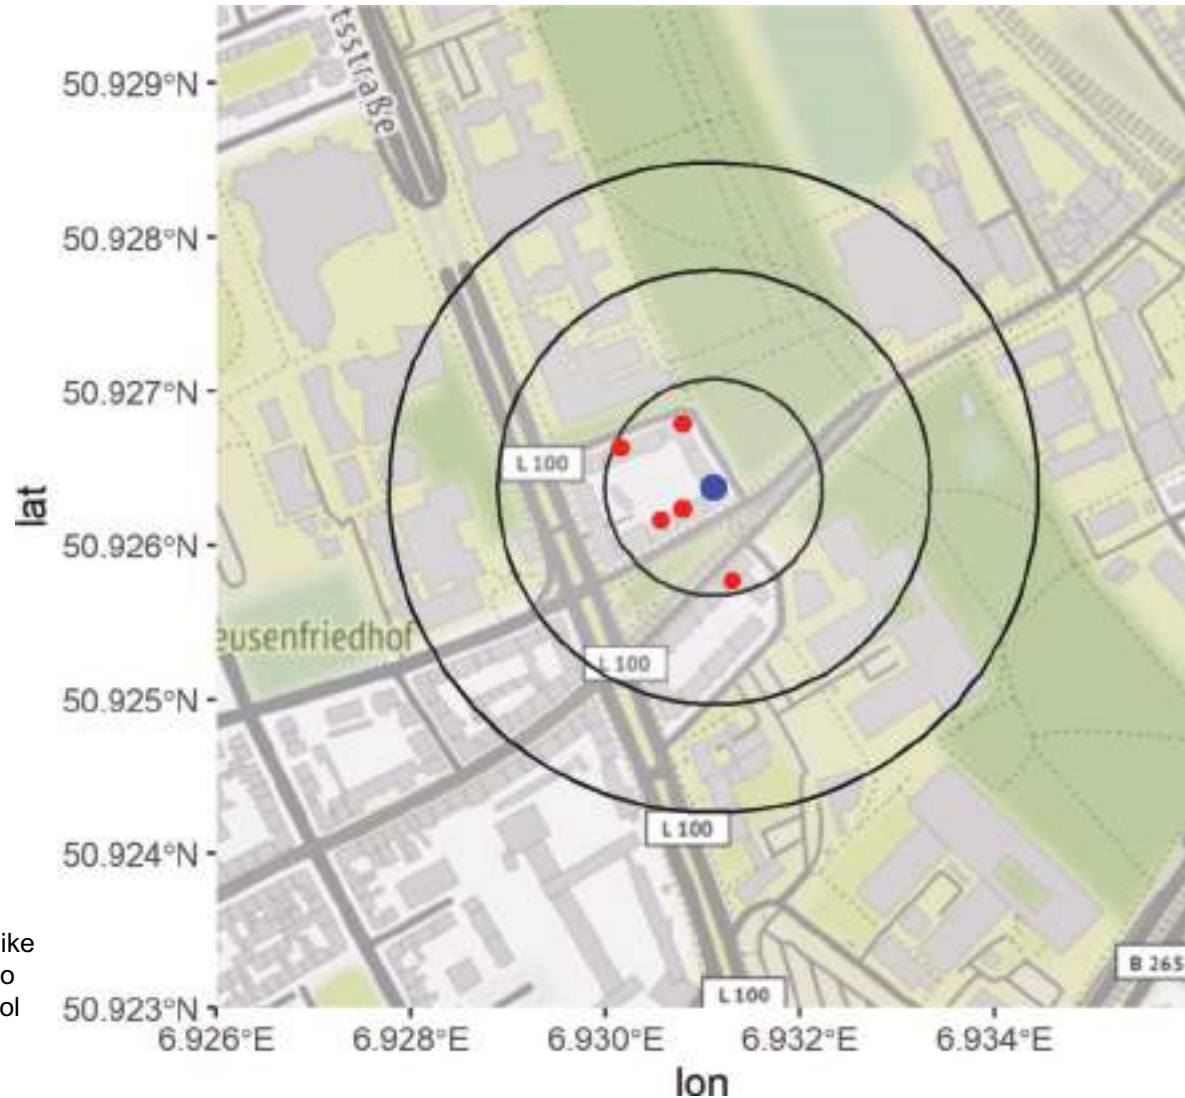 tsstraße
50.929°N
50.928°N
50.927°N
L 100
lat
50.926°N
eusenfriedhof
L 100
50.925°N
L 100
50.924°N
ike
o
ol
B 265
L 100
50.923°N
6.926°E 6.928°E 6.930°E 6.932°E 6.934°E
lon